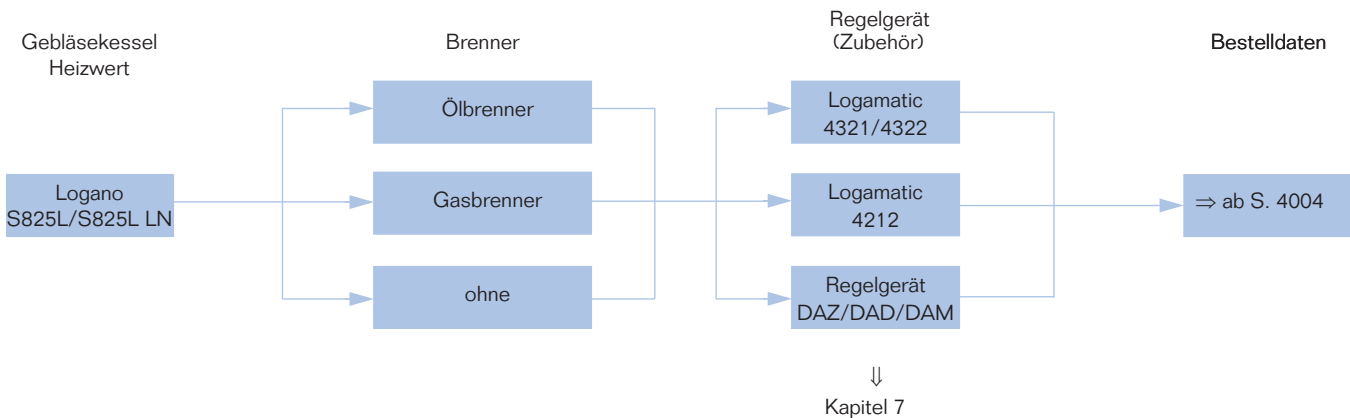 Gebläsekessel
Heizwert
Brenner
Regelgerät
(Zubehör)
Bestelldaten
Logano
S825L/S825L LN
Ölbrenner
Gasbrenner
ohne
Logamatic
4321/4322
Logamatic
4212
Regelgerät
DAZ/DAD/DAM
⇒ ab S. 4004
⇓
Kapitel 7